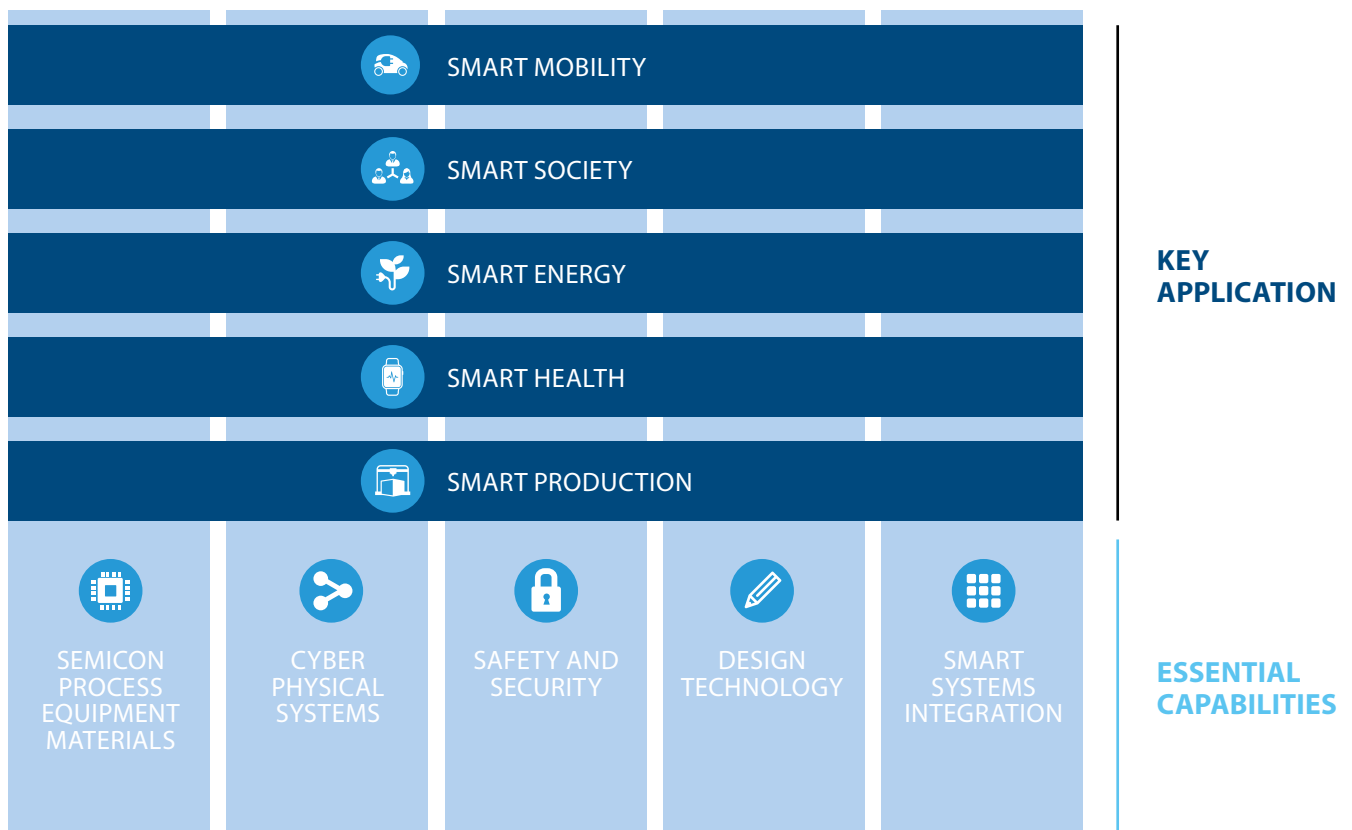 SMART MOBILITY
SMART SOCIETY
SMART ENERGY
SMART HEALTH
SMART PRODUCTION
KEY
APPLICATION
SEMICON
PROCESS
EQUIPMENT
MATERIALS
CYBER
PHYSICAL
SYSTEMS
SAFETY AND
SECURITY
DESIGN
TECHNOLOGY
SMART
SYSTEMS
INTEGRATION
ESSENTIAL
CAPABILITIES